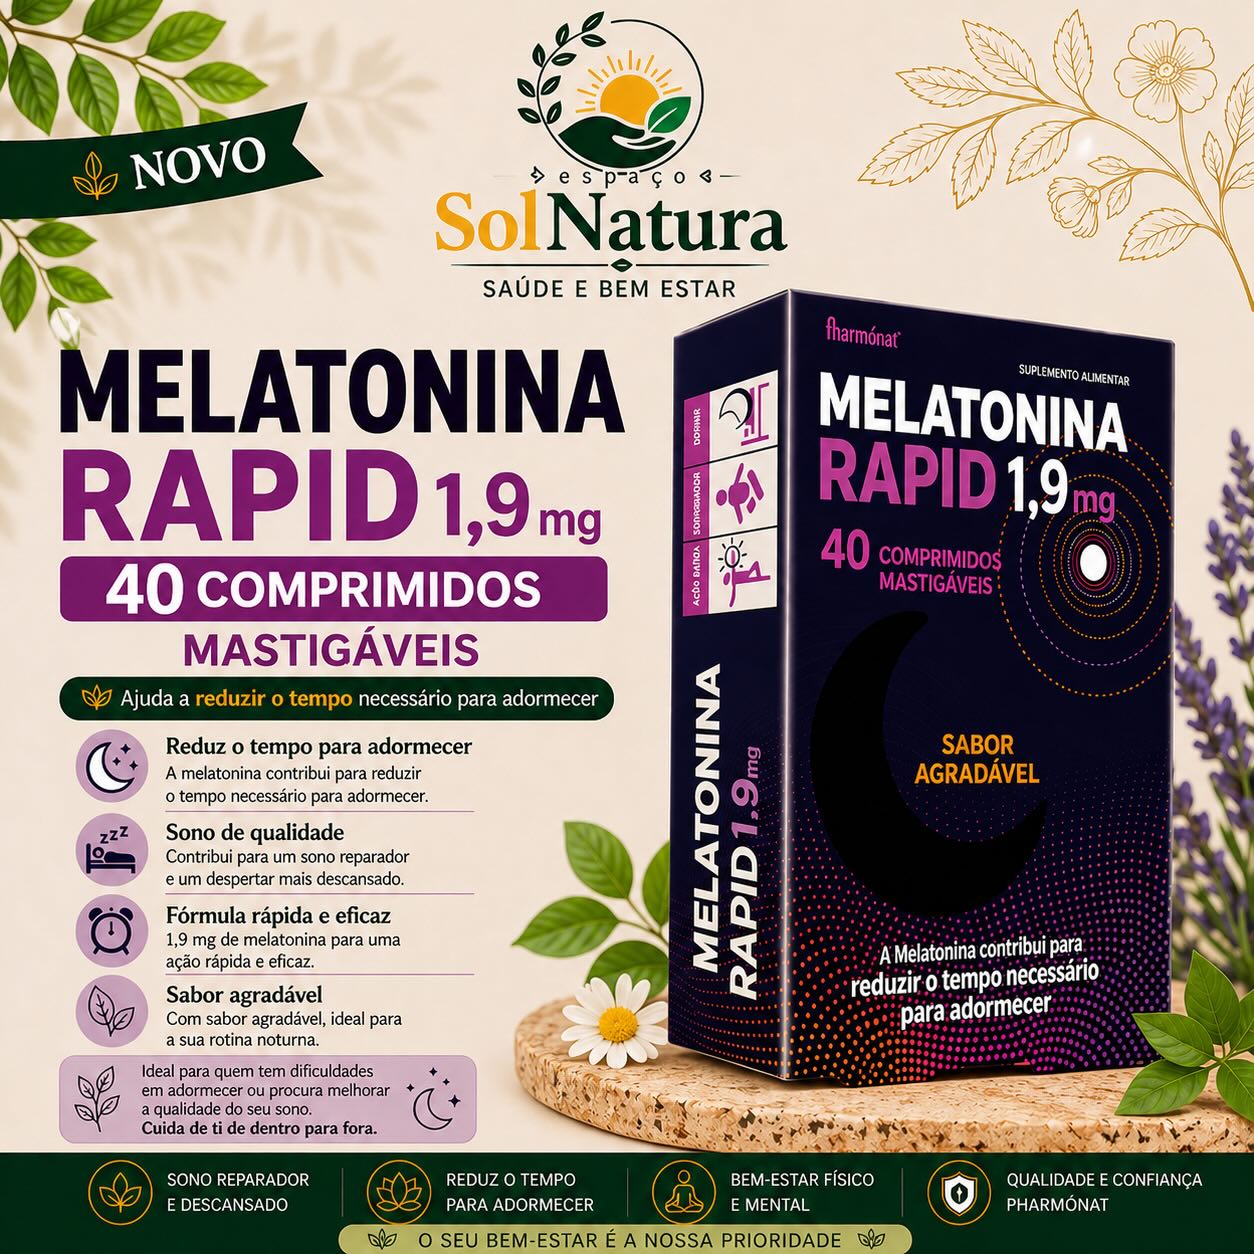 NOVO
espaço
SolNatura
SAÚDE E BEM ESTAR
MELATONINA
RAPID 1,9 mg
40 COMPRIMIDOS
MASTIGÁVEIS
Ajuda a reduzir o tempo necessário para adormecer
Reduz o tempo para adormecer
A melatonina contribui para reduzir
o tempo necessário para adormecer.
Sono de qualidade
zzz
Contribui para um sono reparador
e um despertar mais descansado.
Fórmula rápida e eficaz
1,9 mg de melatonina para uma
ação rápida e eficaz.
Sabor agradável
Com sabor agradável, ideal para
a sua rotina noturna.
Ideal para quem tem dificuldades
em adormecer ou procura melhorar
a qualidade do seu sono.
Cuida de ti de dentro para fora.
fharmónat
SUPLEMENTO ALIMENTAR
MELATONINA
RAPID 1,9 mg
40 COMPRIMIDOS
MASTIGÁVEIS
SABOR
AGRADÁVEL
A Melatonina contribui para
reduzir o tempo necessário
para adormecer
DORMIR
MELATONINA
RAPID 1,9 mg
SONO REPARADOR
E DESCANSADO
REDUZ O TEMPO
PARA ADORMECER
BEM-ESTAR FÍSICO
E MENTAL
QUALIDADE E CONFIANÇA
PHARMÓNAT
O SEU BEM-ESTAR É A NOSSA PRIORIDADE